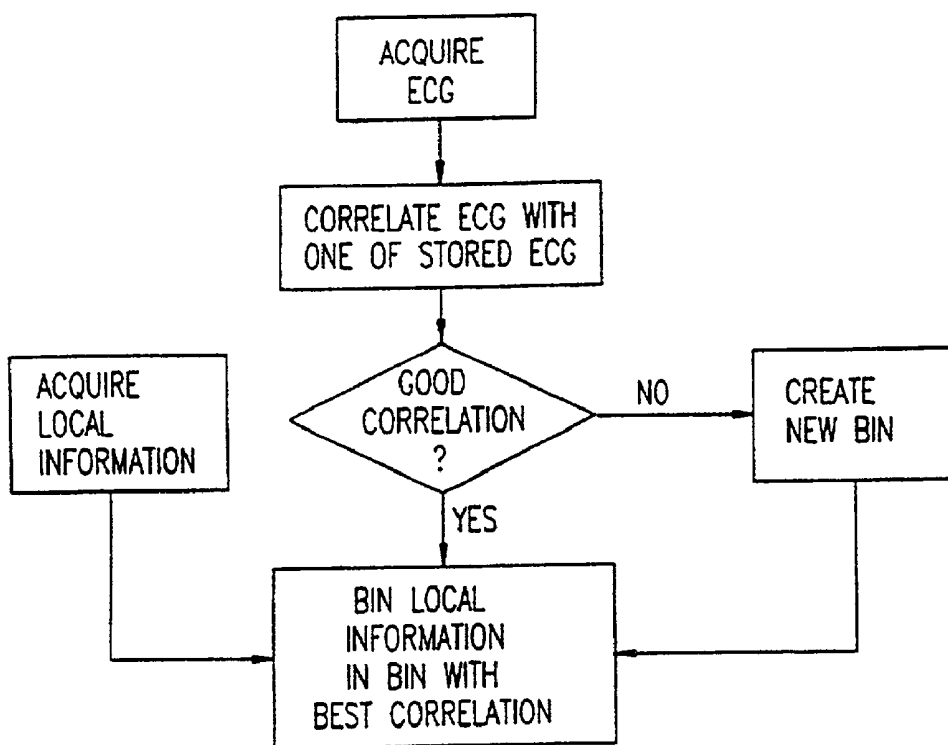 ACQUIRE
ECG
CORRELATE ECG WITH
ONE OF STORED ECG
ACQUIRE
LOCAL
INFORMATION
GOOD
CORRELATION
?
NO
CREATE
NEW BIN
YES
BIN LOCAL
INFORMATION
IN BIN WITH
BEST CORRELATION